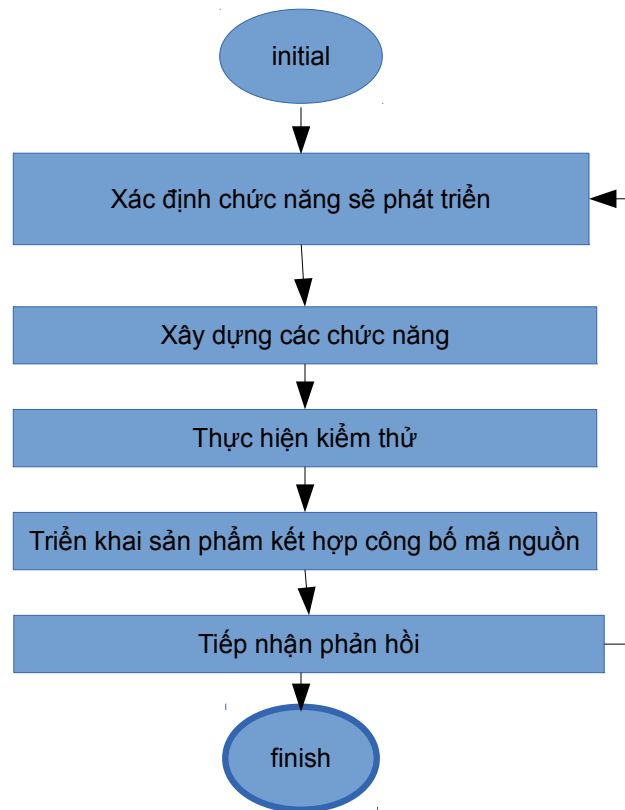 initial
Xác định chức năng sẽ phát triển
Xây dựng các chức năng
Thực hiện kiểm thử
Triển khai sản phẩm kết hợp công bố mã nguồn
Tiếp nhận phản hồi
finish